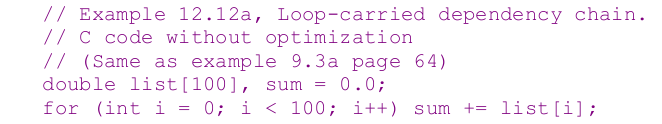 // Example 12.12a, Loop-carried dependency chain.
// C code without optimization
// (Same as example 9.3a page 64)
double list[100], sum = 0.0;
for (int i = 0; i < 100; i++) sum += list[i];